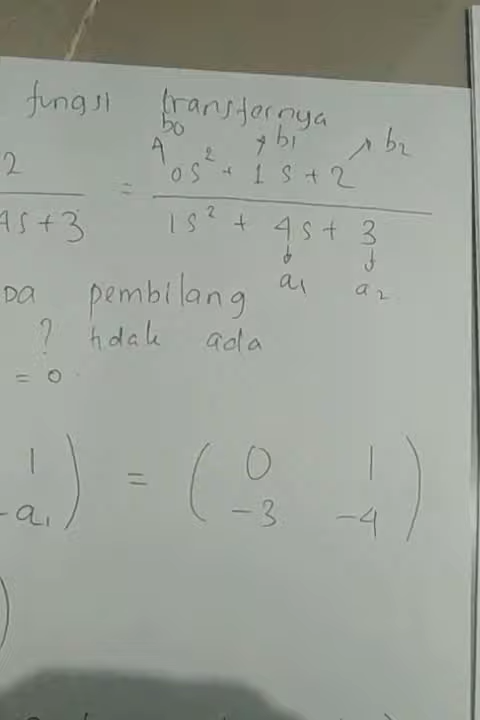 fungsi transfernya
b0 b1 b2
2 / 4s+3 = 0s² + 1s + 2 / 1s² + 4s + 3
a1 a2
pembilang
? tidak ada
= 0
( 1 -a1 ) = ( 0 1 -3 -4 )